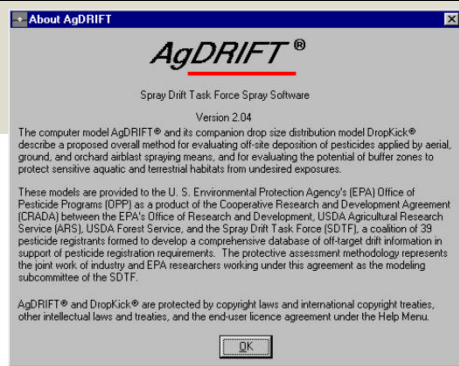 About AgDRIFT
AgDRIFT ®
Spray Drift Task Force Spray Software
Version 2.04
The computer model AgDRIFT® and its companion drop size distribution model DropKick®
describe a proposed overall method for evaluating off-site deposition of pesticides applied by aerial,
ground, and orchard airblast spraying means, and for evaluating the potential of buffer zones to
protect sensitive aquatic and terrestrial habitats from undesired exposures.
These models are provided to the U. S. Environmental Protection Agency's (EPA) Office of
Pesticide Programs (OPP) as a product of the Cooperative Research and Development Agreement
(CRADA) between the EPA's Office of Research and Development, USDA Agricultural Research
Service (ARS), USDA Forest Service, and the Spray Drift Task Force (SDTF), a coalition of 39
pesticide registrants formed to develop a comprehensive database of off-target drift information in
support of pesticide registration requirements. The protective assessment methodology represents
the joint work of industry and EPA researchers working under this agreement as the modeling
subcommittee of the SDTF.
AgDRIFT® and DropKick® are protected by copyright laws and international copyright treaties,
other intellectual laws and treaties, and the end-user licence agreement under the Help Menu.
OK